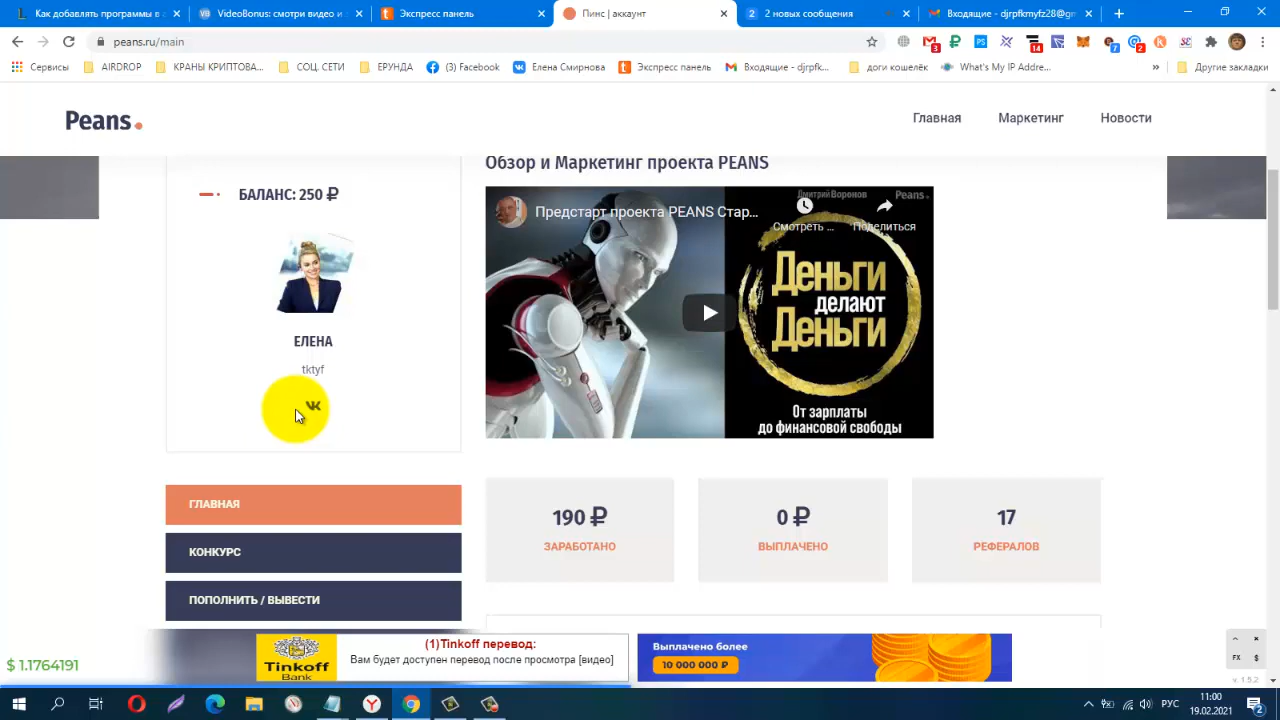 Как добавлять программы в
VideoBonus: смотри видео и з
Экспресс панель
Пинс | аккаунт
2 новых сообщения
Входящие - djrpfkmyfz28@gm
peans.ru/main
Сервисы
AIRDROP
КРАНЫ КРИПТОВА...
СОЦ. СЕТИ
ЕРУНДА
(3) Facebook
Елена Смирнова
Экспресс панель
Входящие - djrpfk...
доги кошелёк
What's My IP Addre...
Другие закладки
Peans.
Главная
Маркетинг
Новости
БАЛАНС: 250 ₽
Обзор и Маркетинг проекта PEANS
Предстарт проекта PEANS Стар...
Дмитрий Воронов
Peans.
Смотреть ...
Поделиться
Деньги
делают
Деньги
От зарплаты
до финансовой свободы
ЕЛЕНА
tktyf
ГЛАВНАЯ
КОНКУРС
ПОПОЛНИТЬ / ВЫВЕСТИ
190 ₽
ЗАРАБОТАНО
0 ₽
ВЫПЛАЧЕНО
17
РЕФЕРАЛОВ
$ 1.1764191
Tinkoff
Bank
(1)Tinkoff перевод:
Вам будет доступен перевод после просмотра [видео]
Выплачено более
10 000 000 ₽
FX
$
v. 1.5.2
РУС
11:00
19.02.2021